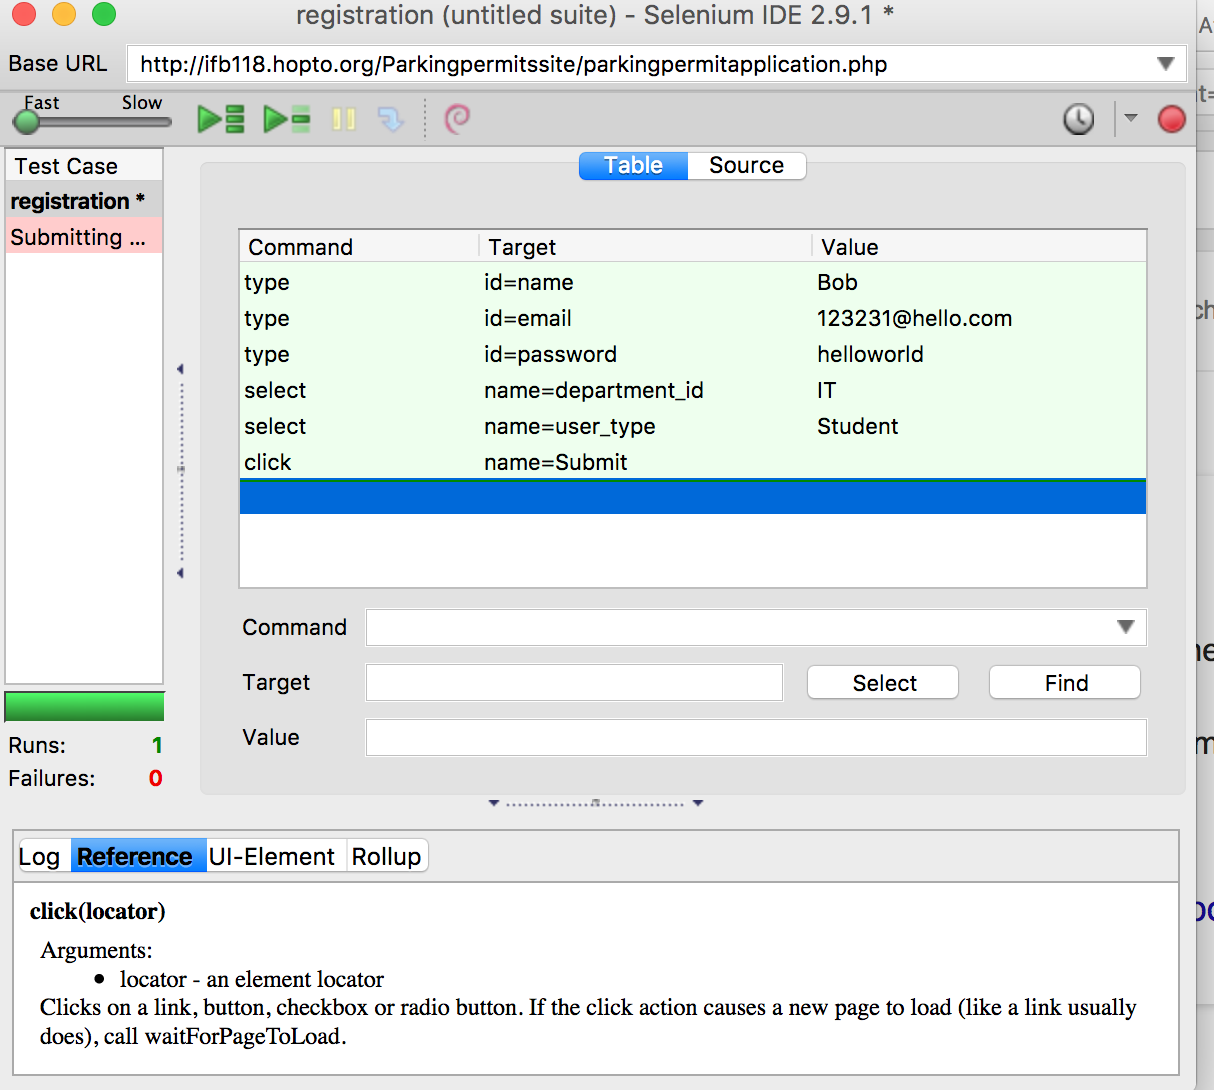 registration (untitled suite) - Selenium IDE 2.9.1 *
Base URL http://ifb118.hopto.org/Parkingpermitssite/parkingpermitapplication.php
Fast Slow
Test Case
registration *
Submitting ...
Table Source
Command Target Value
type id=name Bob
type id=email 123231@hello.com
type id=password helloworld
select name=department_id IT
select name=user_type Student
click name=Submit
Command
Target Select Find
Value
Runs: 1
Failures: 0
Log Reference UI-Element Rollup
click(locator)
Arguments:
• locator - an element locator
Clicks on a link, button, checkbox or radio button. If the click action causes a new page to load (like a link usually
does), call waitForPageToLoad.